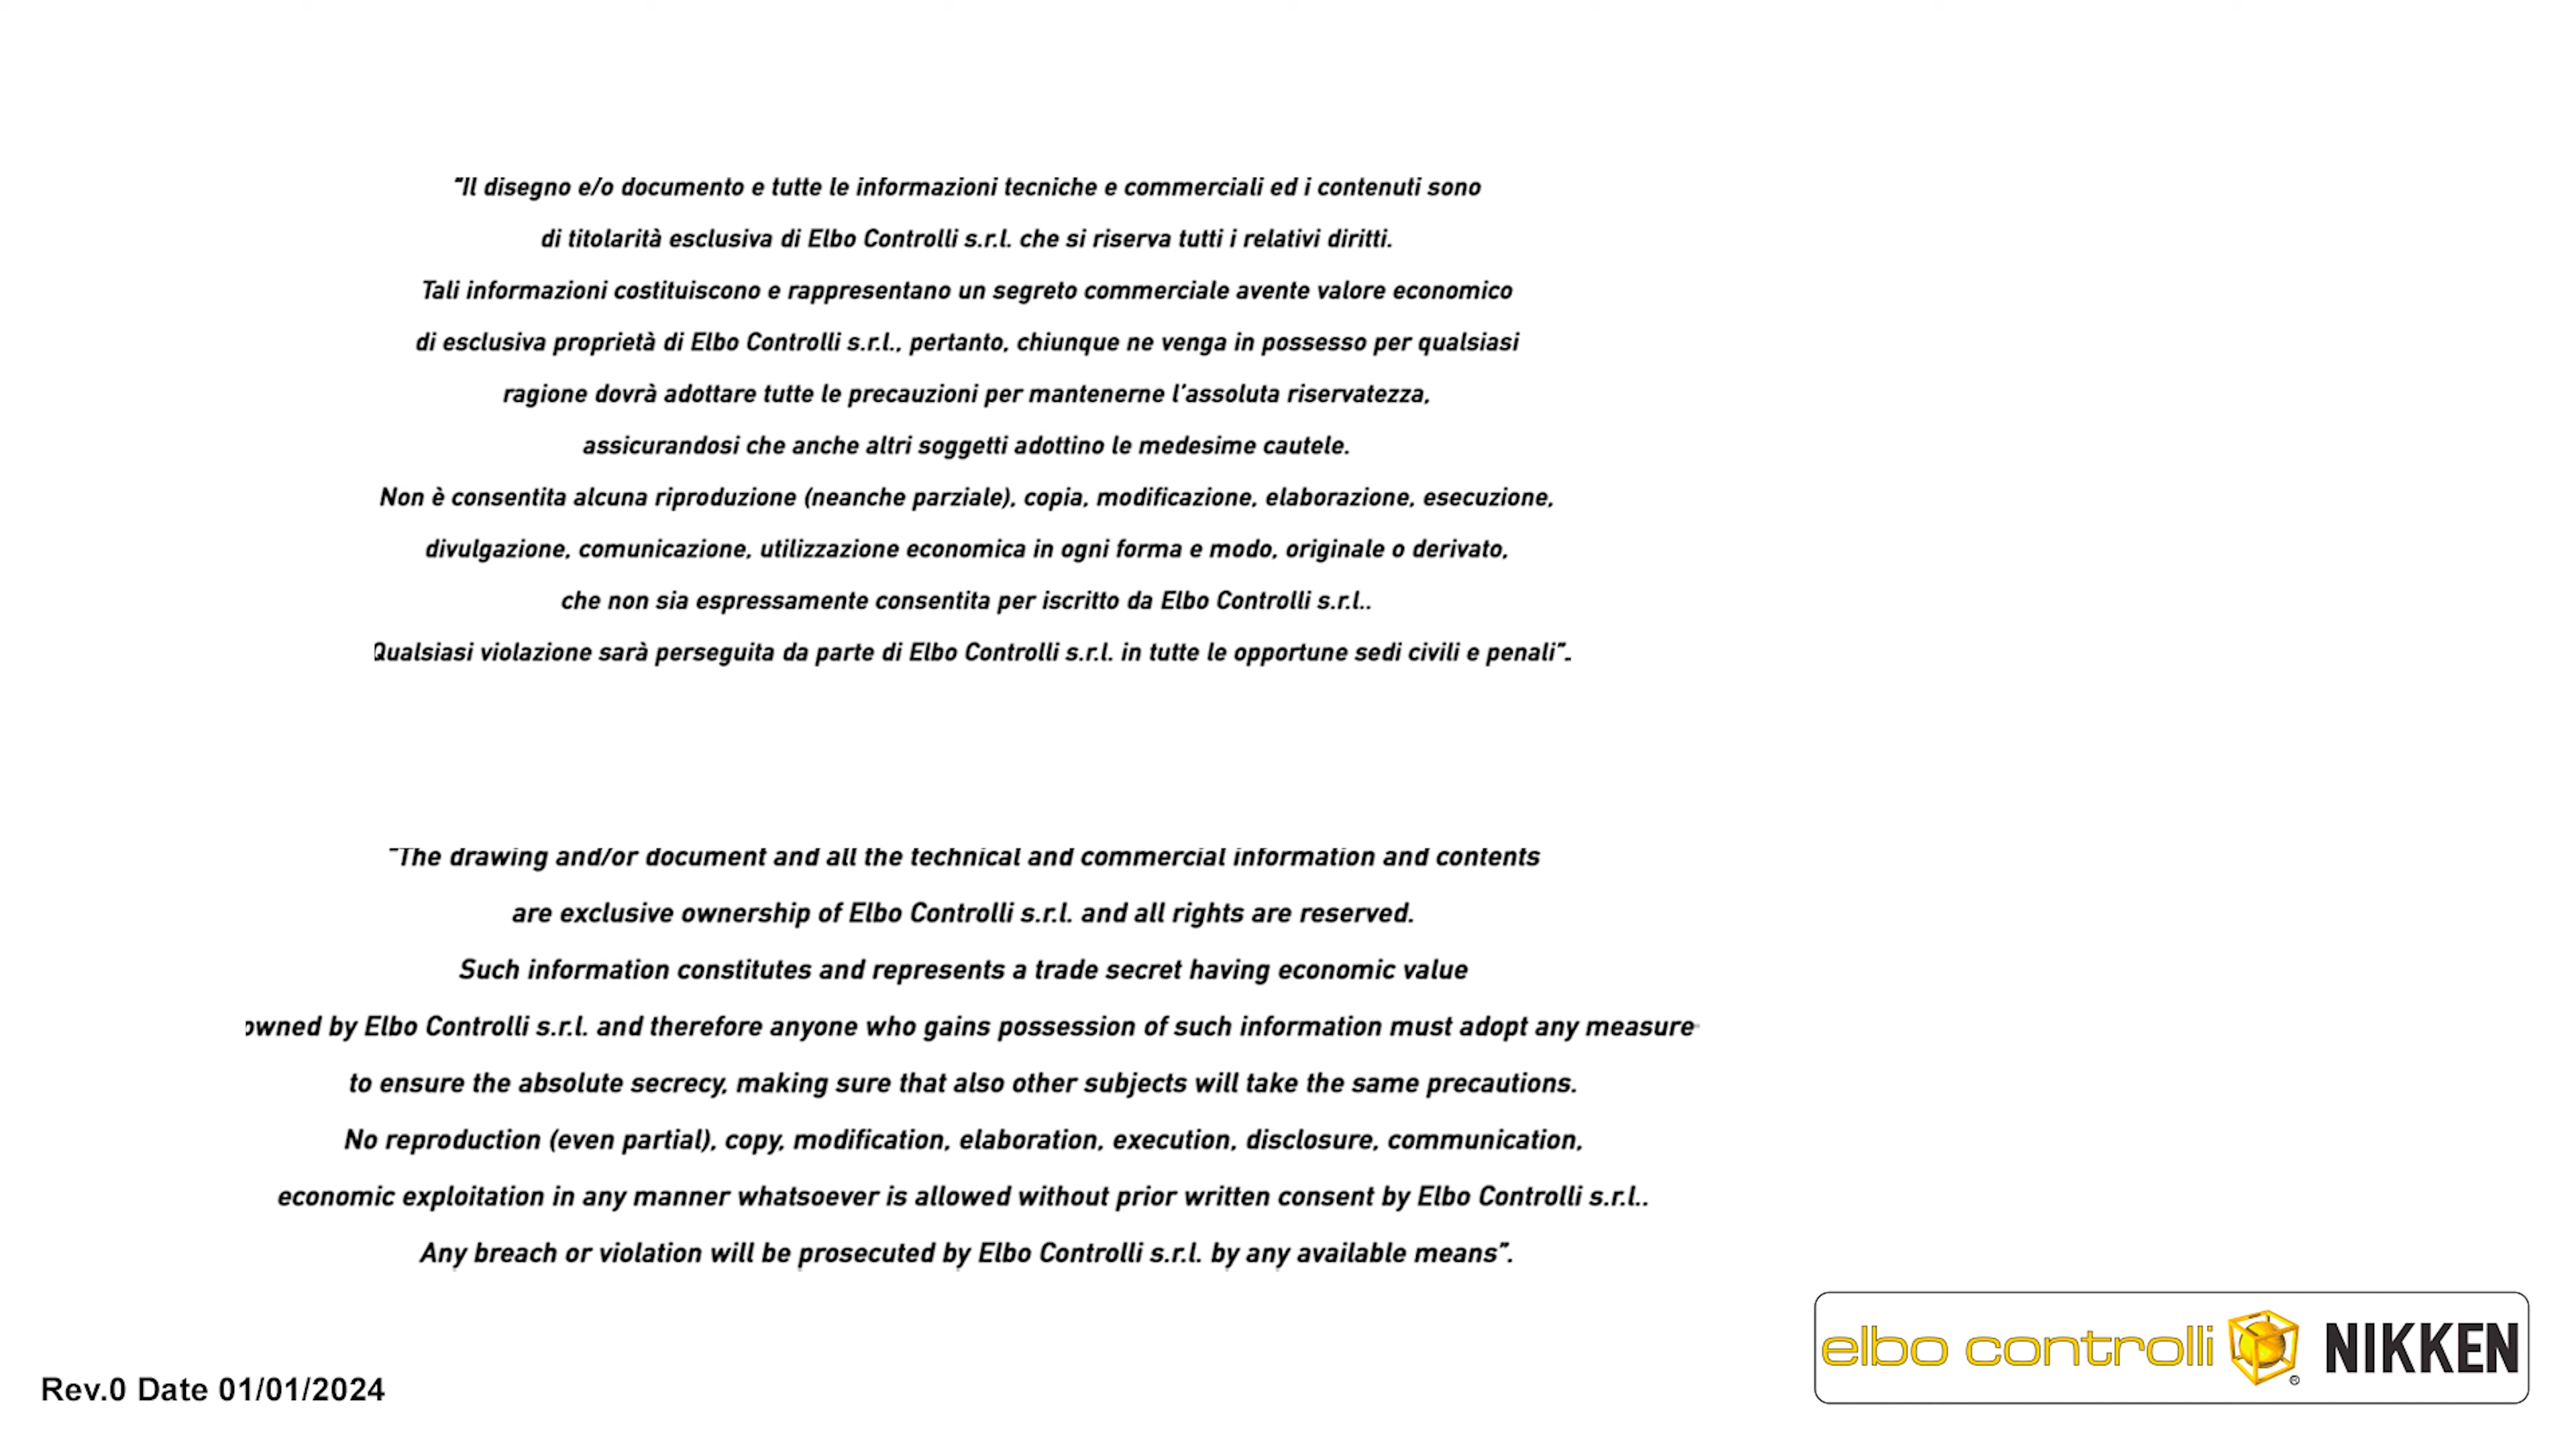 "Il disegno e/o documento e tutte le informazioni tecniche e commerciali ed i contenuti sono
di titolarità esclusiva di Elbo Controlli s.r.l. che si riserva tutti i relativi diritti.
Tali informazioni costituiscono e rappresentano un segreto commerciale avente valore economico
di esclusiva proprietà di Elbo Controlli s.r.l., pertanto, chiunque ne venga in possesso per qualsiasi
ragione dovrà adottare tutte le precauzioni per mantenerne l'assoluta riservatezza,
assicurandosi che anche altri soggetti adottino le medesime cautele.
Non è consentita alcuna riproduzione (neanche parziale), copia, modificazione, elaborazione, esecuzione,
divulgazione, comunicazione, utilizzazione economica in ogni forma e modo, originale o derivato,
che non sia espressamente consentita per iscritto da Elbo Controlli s.r.l..
Qualsiasi violazione sarà perseguita da parte di Elbo Controlli s.r.l. in tutte le opportune sedi civili e penali".
"The drawing and/or document and all the technical and commercial information and contents
are exclusive ownership of Elbo Controlli s.r.l. and all rights are reserved.
Such information constitutes and represents a trade secret having economic value
owned by Elbo Controlli s.r.l. and therefore anyone who gains possession of such information must adopt any measure
to ensure the absolute secrecy, making sure that also other subjects will take the same precautions.
No reproduction (even partial), copy, modification, elaboration, execution, disclosure, communication,
economic exploitation in any manner whatsoever is allowed without prior written consent by Elbo Controlli s.r.l..
Any breach or violation will be prosecuted by Elbo Controlli s.r.l. by any available means".
elbo controlli ® NIKKEN
Rev.0 Date 01/01/2024